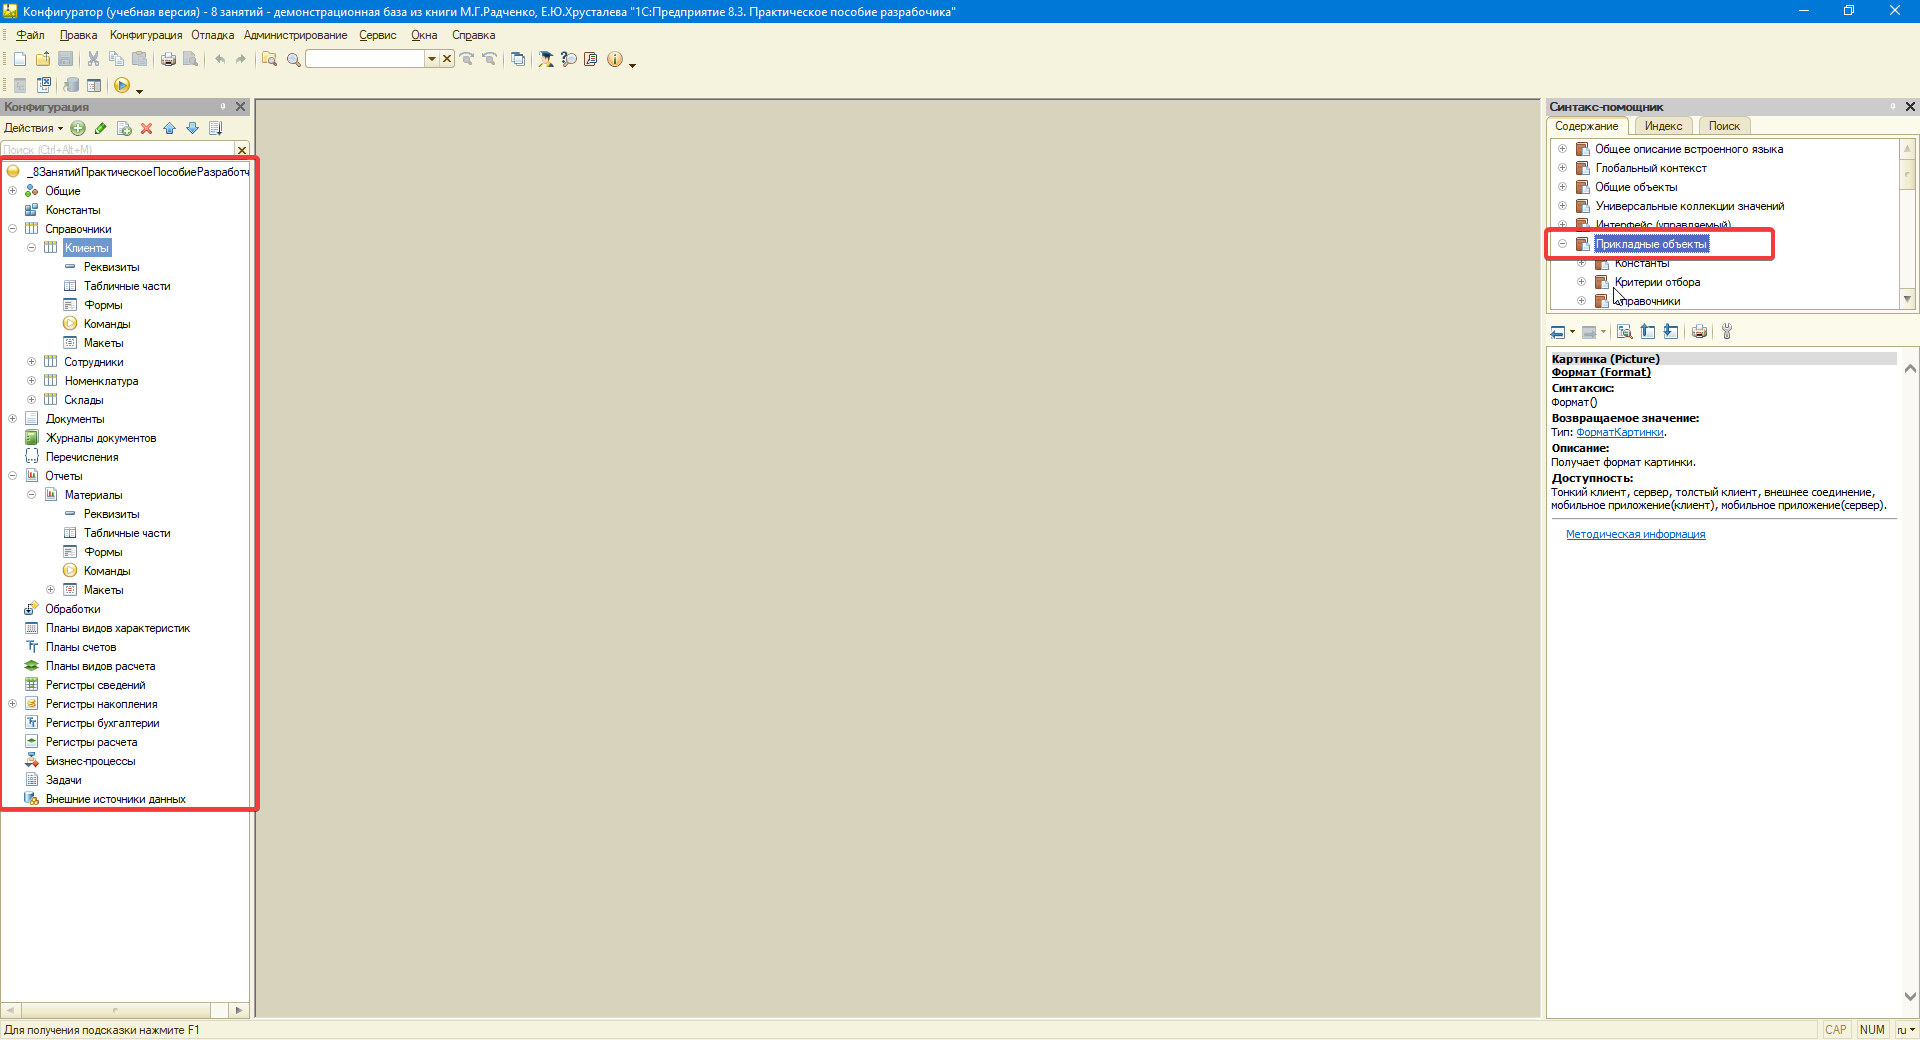 Конфигуратор (учебная версия) - 8 занятий - демонстрационная база из книги М.Г.Радченко, Е.Ю.Хрусталева "1С:Предприятие 8.3. Практическое пособие разрабочика"
Файл Правка Конфигурация Отладка Администрирование Сервис Окна Справка
Конфигурация
Действия
Поиск (Ctrl+Alt+M)
_8ЗанятийПрактическоеПособиеРазработч
Общие
Константы
Справочники
Клиенты
Реквизиты
Табличные части
Формы
Команды
Макеты
Сотрудники
Номенклатура
Склады
Документы
Журналы документов
Перечисления
Отчеты
Материалы
Реквизиты
Табличные части
Формы
Команды
Макеты
Обработки
Планы видов характеристик
Планы счетов
Планы видов расчета
Регистры сведений
Регистры накопления
Регистры бухгалтерии
Регистры расчета
Бизнес-процессы
Задачи
Внешние источники данных
Синтакс-помощник
Содержание Индекс Поиск
Общее описание встроенного языка
Глобальный контекст
Общие объекты
Универсальные коллекции значений
Интерфейс (управляемый)
Прикладные объекты
Константы
Критерии отбора
Справочники
Картинка (Picture)
Формат (Format)
Синтаксис:
Формат()
Возвращаемое значение:
Тип: ФорматКартинки.
Описание:
Получает формат картинки.
Доступность:
Тонкий клиент, сервер, толстый клиент, внешнее соединение,
мобильное приложение(клиент), мобильное приложение(сервер).
Методическая информация
Для получения подсказки нажмите F1
CAP NUM ru